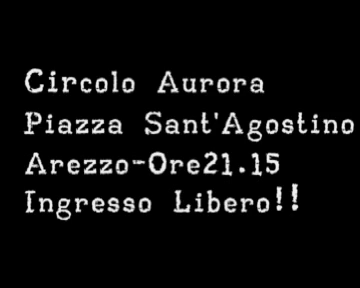 Circolo Aurora
Piazza Sant'Agostino
Arezzo-Ore21.15
Ingresso Libero!!